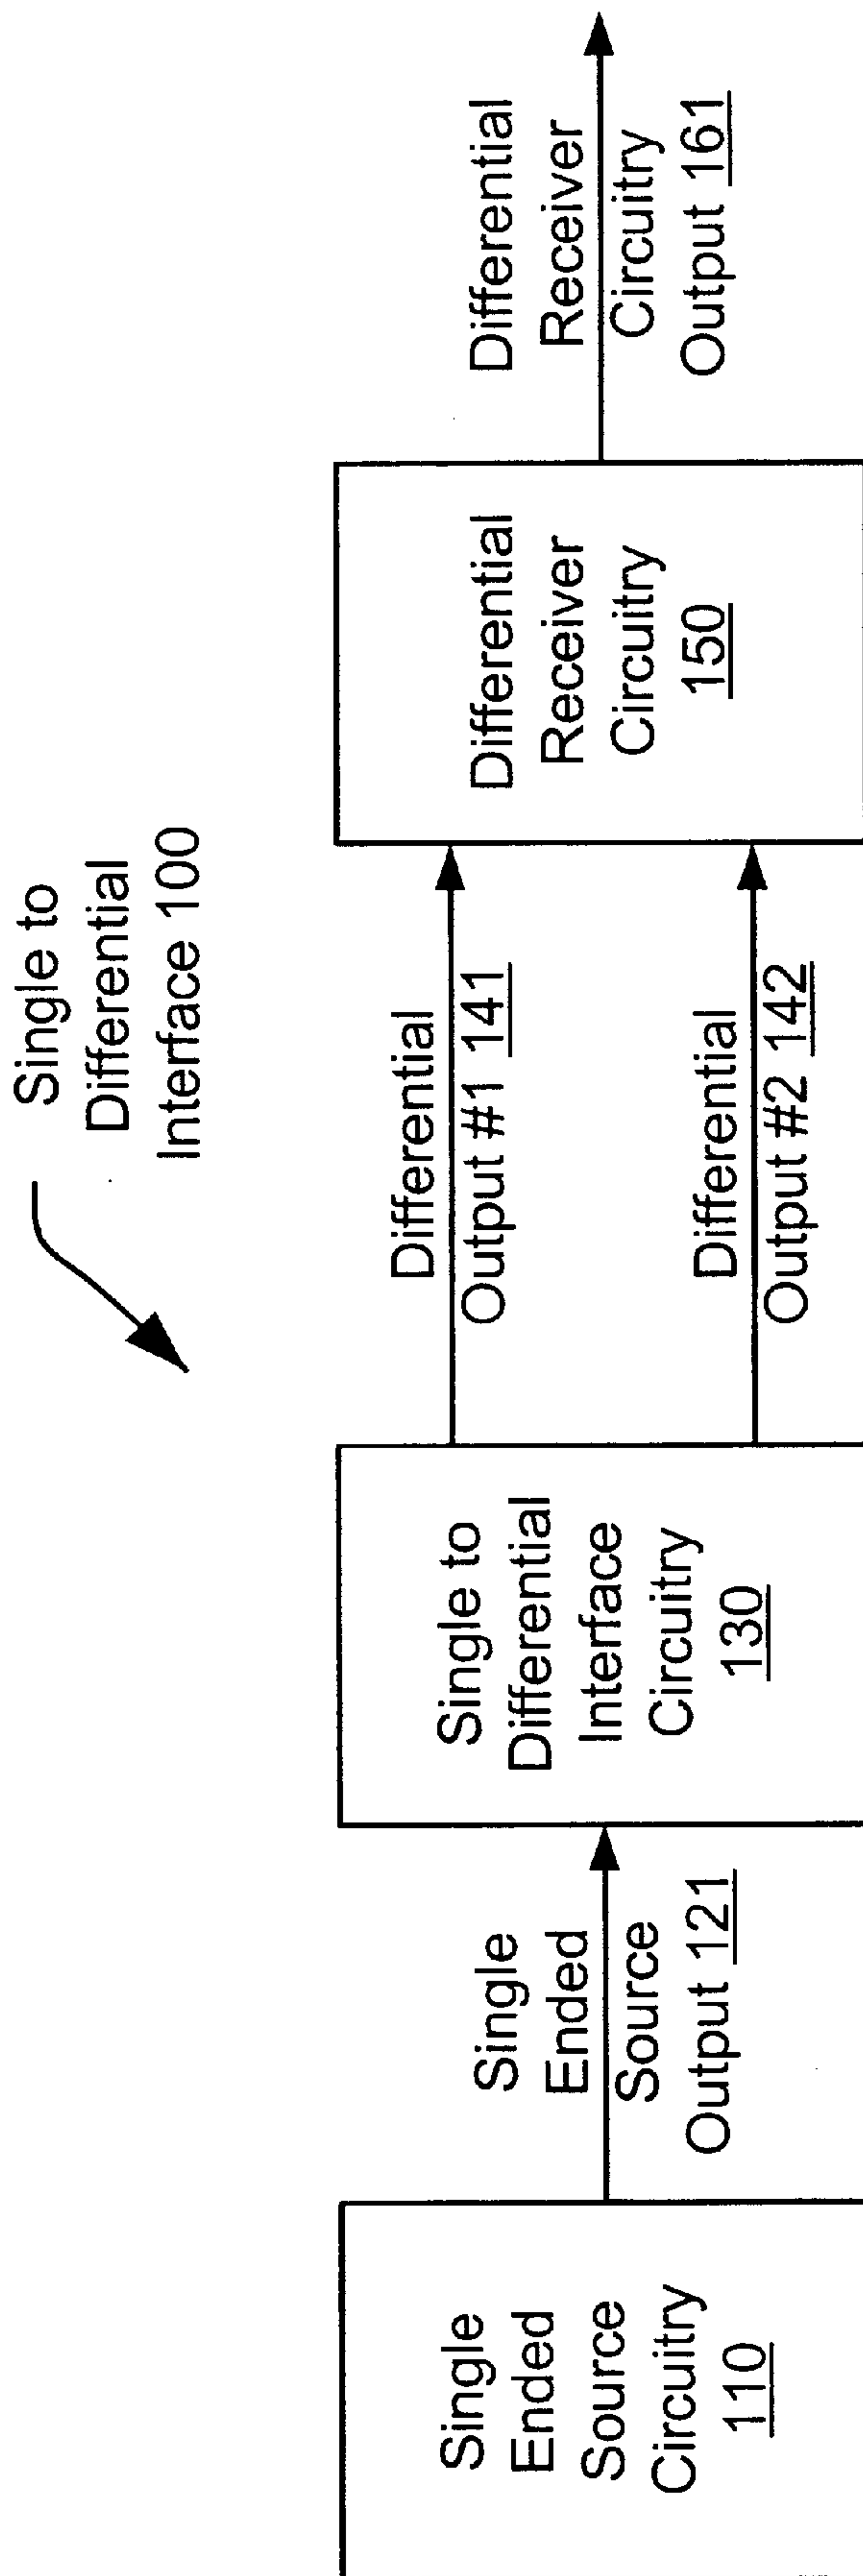 Single to
Differential
Interface 100
Single
Ended
Source
Circuitry
110
Single
Ended
Source
Output 121
Single to
Differential
Interface
Circuitry
130
Differential
Output #1 141
Differential
Output #2 142
Differential
Receiver
Circuitry
150
Differential
Receiver
Circuitry
Output 161